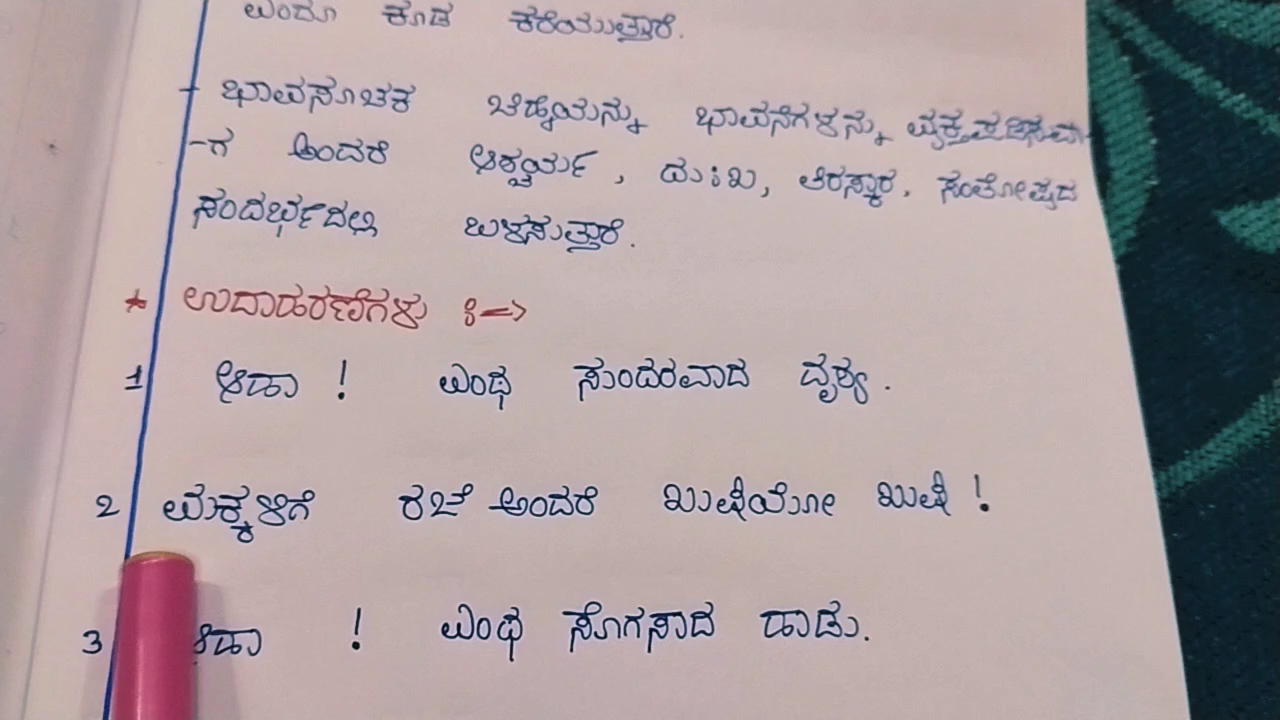 ಎಂದೂ ಕೂಡ ಕರೆಯುತ್ತಾರೆ.
- ಭಾವಸೂಚಕ ಚಿಹ್ನೆಯನ್ನು ಭಾವನೆಗಳನ್ನು ವ್ಯಕ್ತಪಡಿಸುವಾ-
-ಗ ಅಂದರೆ ಆಶ್ಚರ್ಯ, ದುಃಖ, ತಿರಸ್ಕಾರ, ಸಂತೋಷದ
ಸಂದರ್ಭದಲ್ಲಿ ಬಳಸುತ್ತಾರೆ.
* ಉದಾಹರಣೆಗಳು :->
1 ಆಹಾ ! ಎಂಥ ಸುಂದರವಾದ ದೃಶ್ಯ.
2 ಮಕ್ಕಳಿಗೆ ರಜೆ ಅಂದರೆ ಖುಷಿಯೋ ಖುಷಿ !
3 ಆಹಾ ! ಎಂಥ ಸೊಗಸಾದ ಹಾಡು.